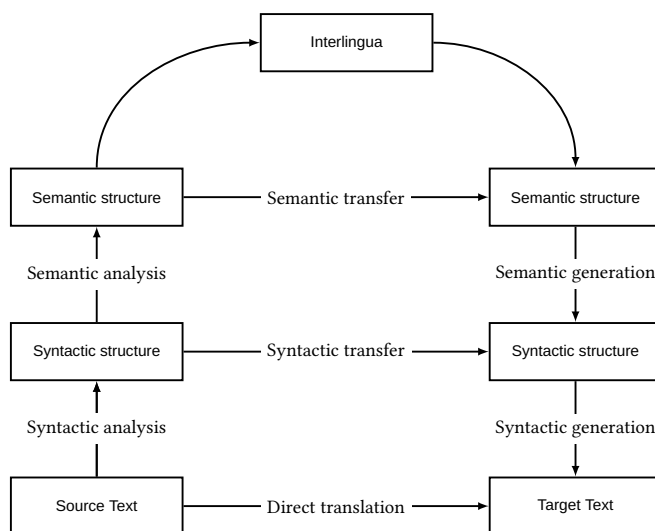 Interlingua
Semantic structure
Semantic transfer
Semantic structure
Semantic analysis
Semantic generation
Syntactic structure
Syntactic transfer
Syntactic structure
Syntactic analysis
Syntactic generation
Source Text
Direct translation
Target Text